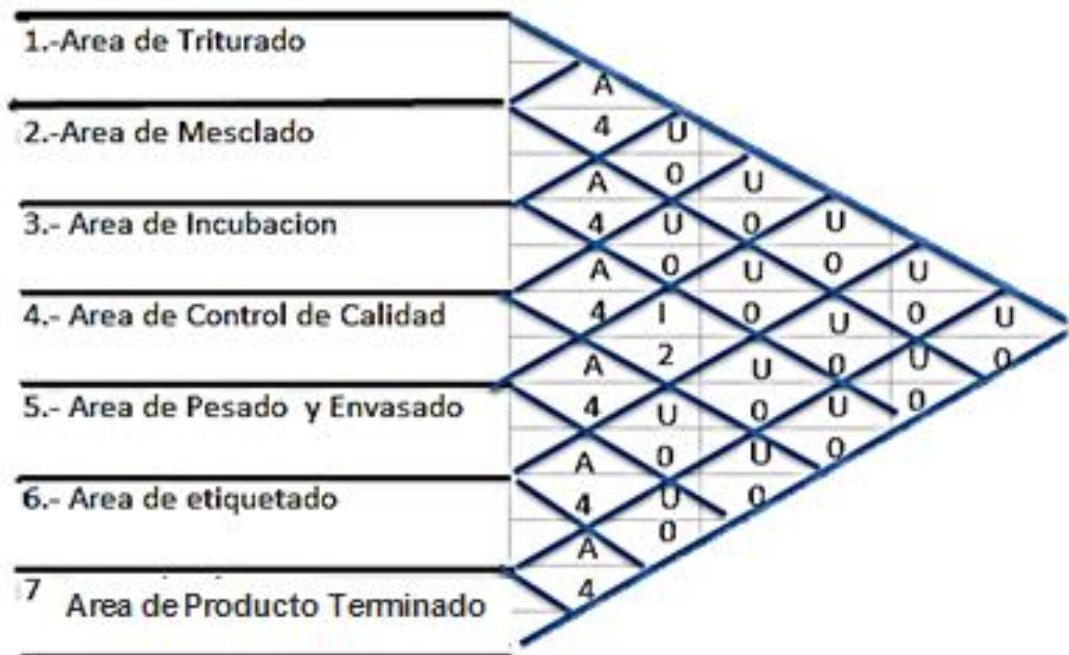 1.-Area de Triturado
A
2.-Area de Mesclado 4 U
A 0 U
3.- Area de Incubacion 4 U 0 U
A 0 U 0 U
4.- Area de Control de Calidad 4 I 0 U 0 U
A 2 U 0 U 0
5.- Area de Pesado y Envasado 4 U 0 U 0
A 0 U 0
6.- Area de etiquetado 4 U 0
A 0
7 Area de Producto Terminado 4